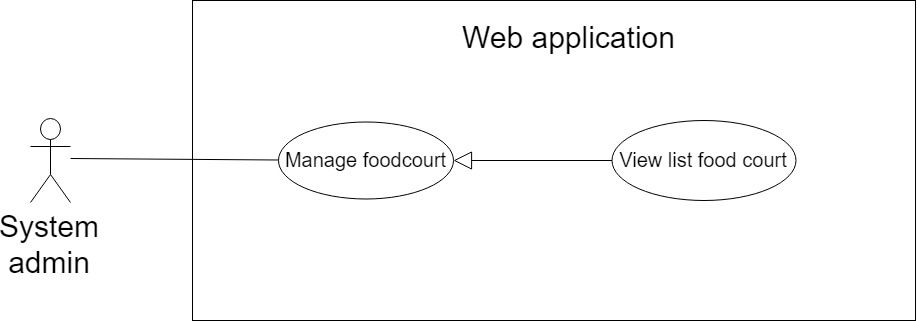 Web application
Manage foodcourt
View list food court
System
admin